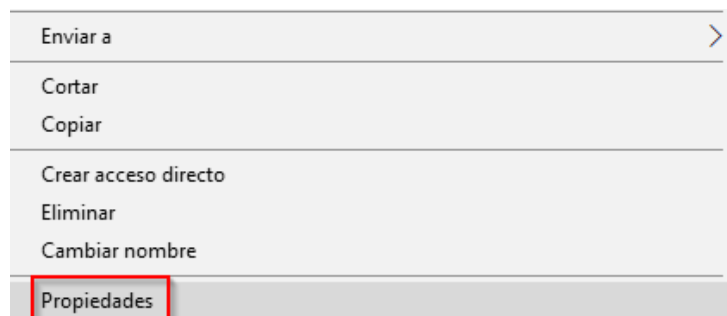 Enviar a
Cortar
Copiar
Crear acceso directo
Eliminar
Cambiar nombre
Propiedades